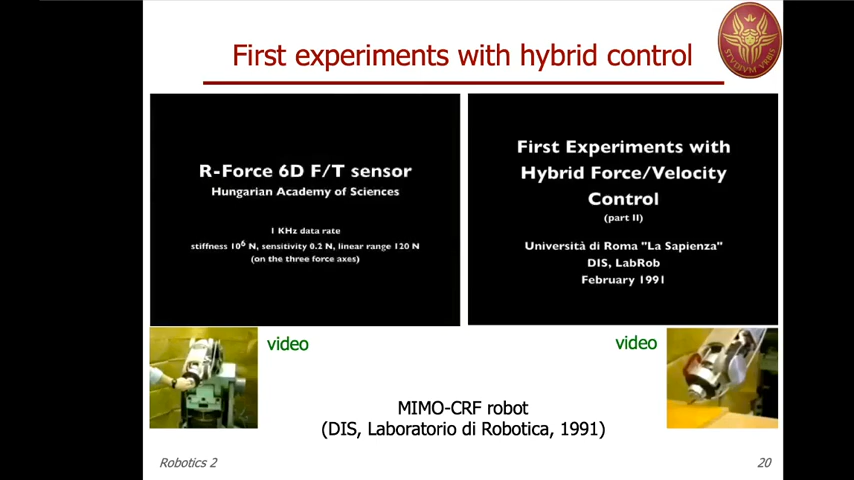 First experiments with hybrid control
STVDIVM VRBIS
R-Force 6D F/T sensor
Hungarian Academy of Sciences
1 KHz data rate
stiffness 10⁶ N, sensitivity 0.2 N, linear range 120 N
(on the three force axes)
First Experiments with
Hybrid Force/Velocity
Control
(part II)
Università di Roma "La Sapienza"
DIS, LabRob
February 1991
video
video
MIMO-CRF robot
(DIS, Laboratorio di Robotica, 1991)
Robotics 2
20